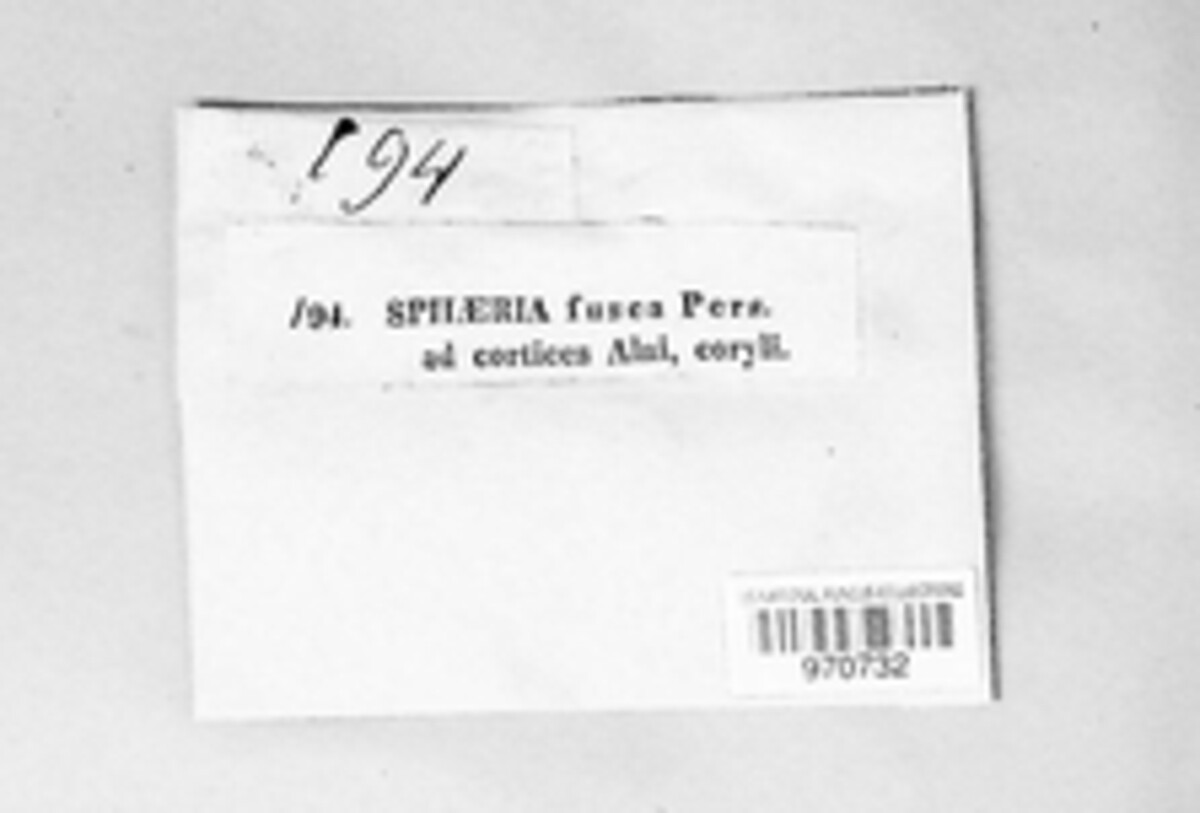 194
194. SPHÆRIA fusca Pers.
ad cortices Alni, coryli.
970732